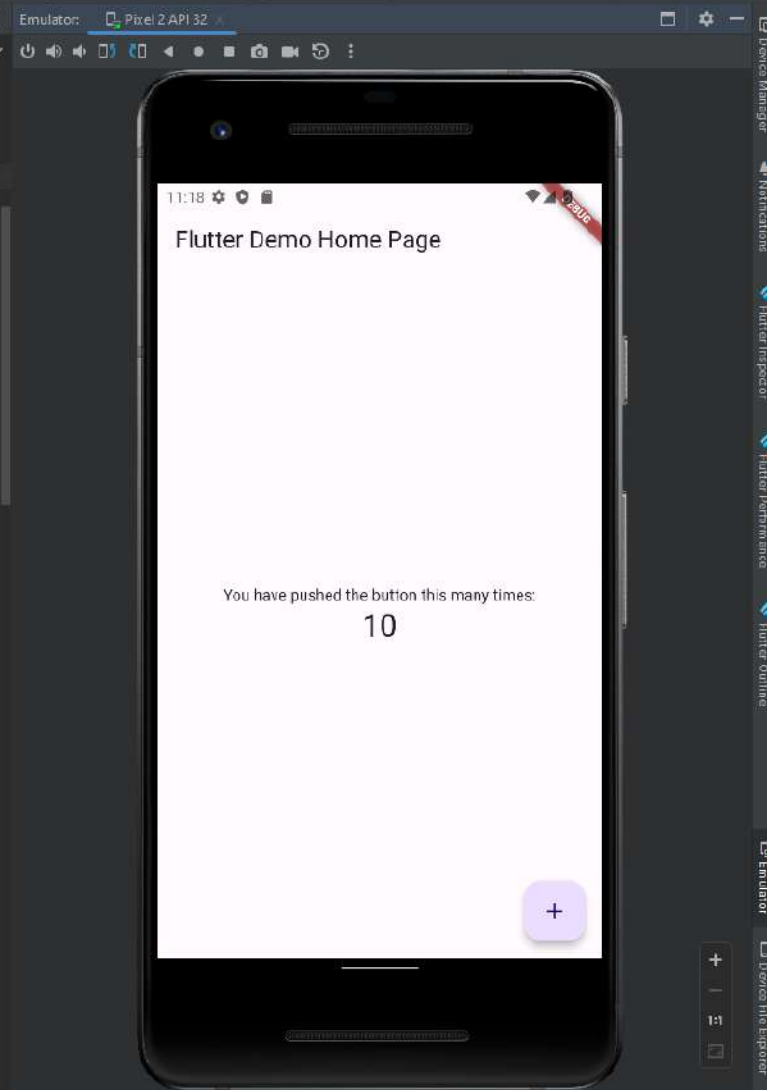 Emulator: Pixel 2 API 32
Device Manager
Notifications
11:18
DEBUG
Flutter Demo Home Page
Flutter Inspector
Flutter Performance
You have pushed the button this many times:
10
Flutter Outline
Emulator
+
+
1:1
Device File Explorer